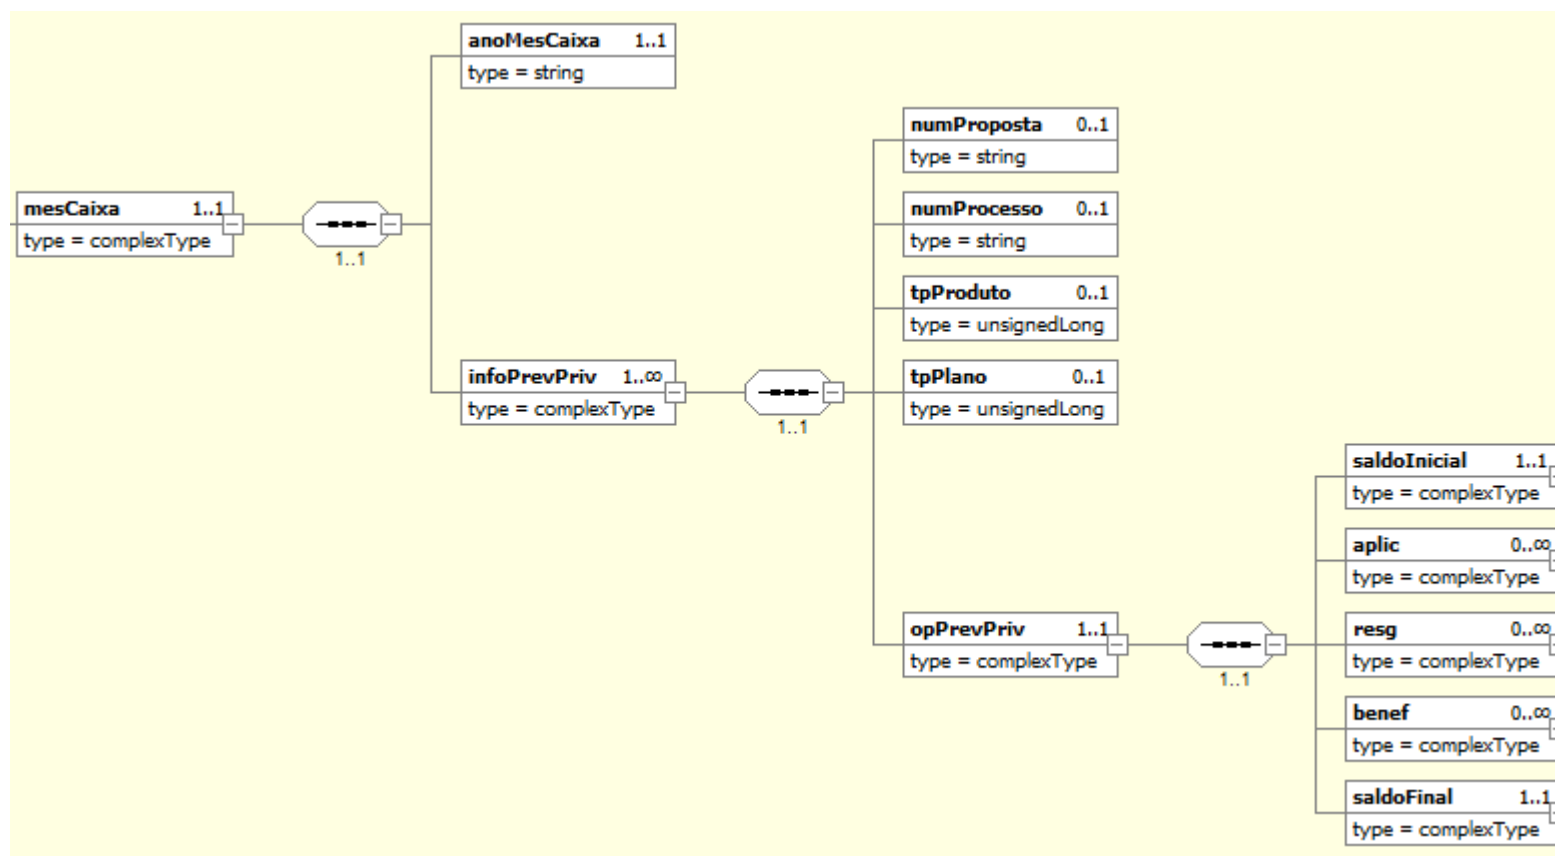 anoMesCaixa 1..1
type = string
numProposta 0..1
type = string
mesCaixa 1..1
type = complexType
1..1
numProcesso 0..1
type = string
tpProduto 0..1
type = unsignedLong
infoPrevPriv 1..∞
type = complexType
1..1
tpPlano 0..1
type = unsignedLong
opPrevPriv 1..1
type = complexType
1..1
saldoInicial 1..1
type = complexType
aplic 0..∞
type = complexType
resg 0..∞
type = complexType
benef 0..∞
type = complexType
saldoFinal 1..1
type = complexType